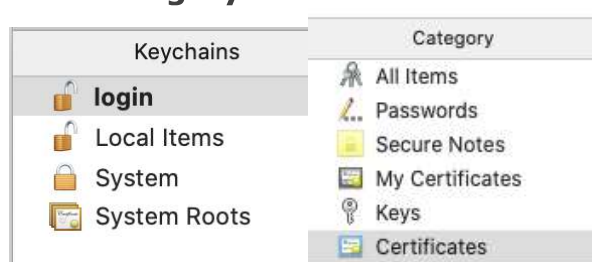 Keychains
login
Local Items
System
System Roots
Category
All Items
Passwords
Secure Notes
My Certificates
Keys
Certificates